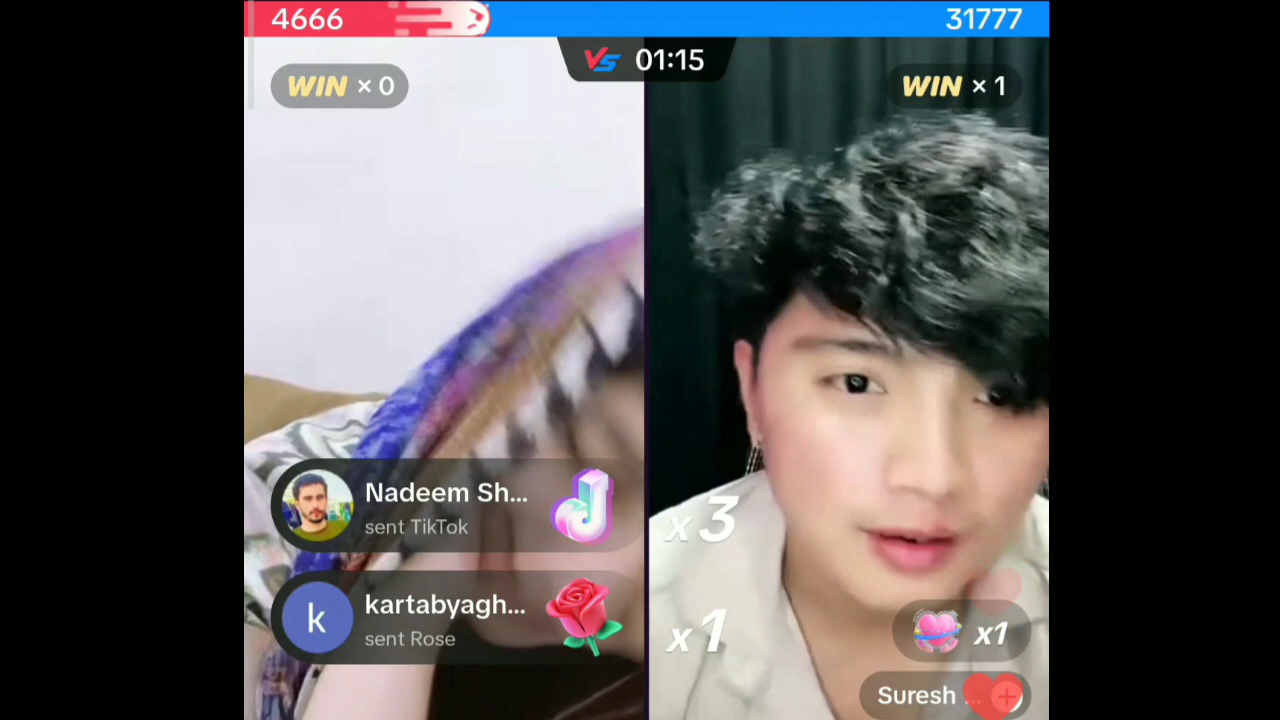 4666
31777
VS 01:15
WIN × 0
WIN × 1
Nadeem Sh...
sent TikTok
x3
kartabyagh...
sent Rose
x1
k
x1
Suresh ...